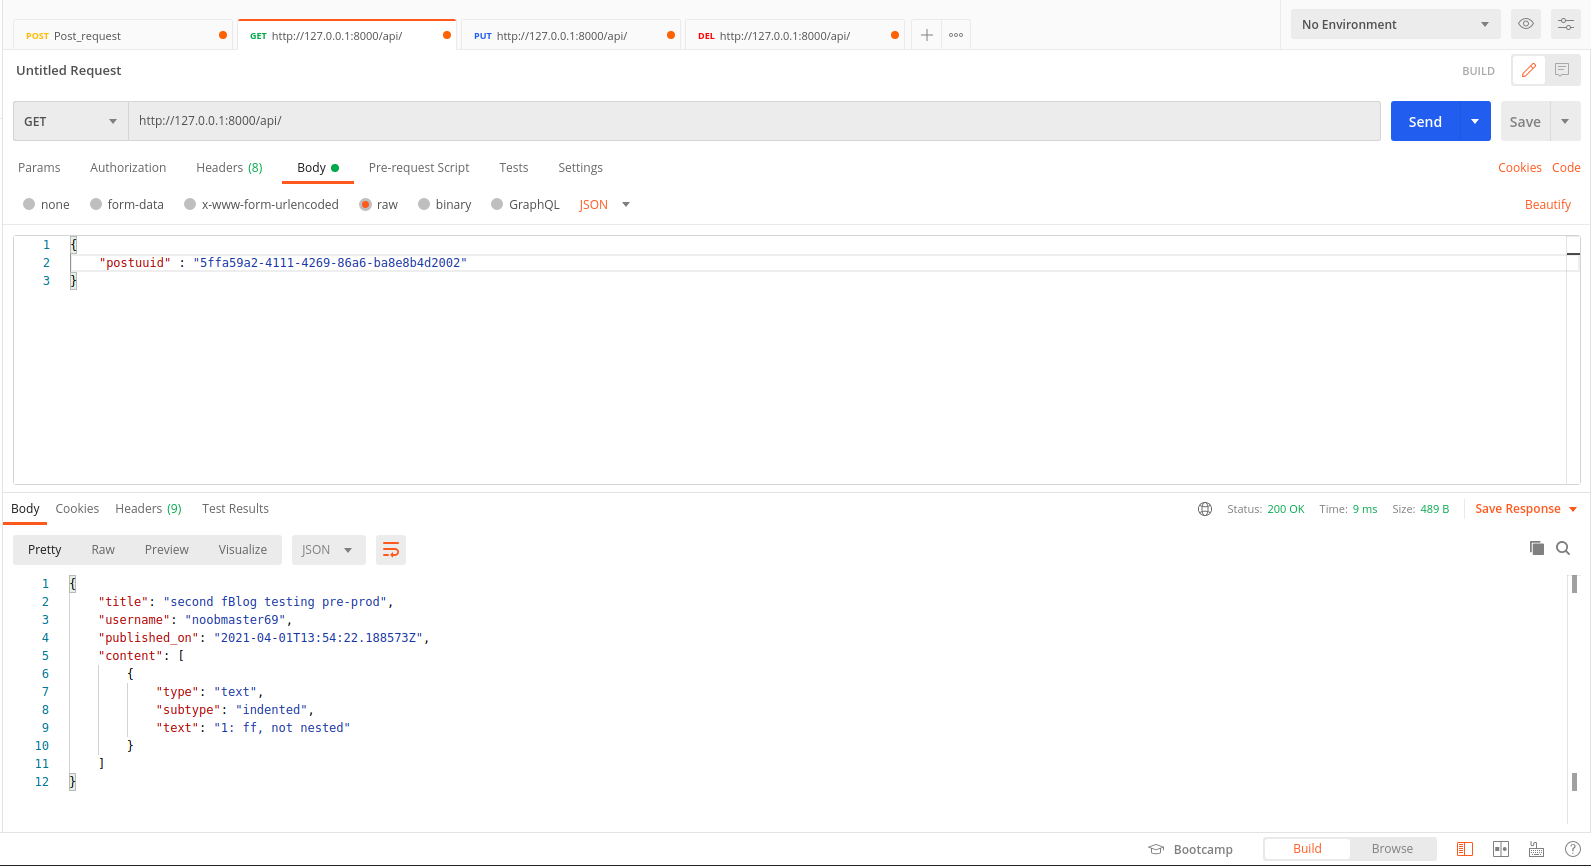 POST Post_request
GET http://127.0.0.1:8000/api/
PUT http://127.0.0.1:8000/api/
DEL http://127.0.0.1:8000/api/
No Environment
Untitled Request
BUILD
GET http://127.0.0.1:8000/api/
Send
Save
Params Authorization Headers (8) Body Pre-request Script Tests Settings
Cookies Code
none form-data x-www-form-urlencoded raw binary GraphQL JSON
Beautify
1 {
2 "postuuid" : "5ffa59a2-4111-4269-86a6-ba8e8b4d2002"
3 }
Body Cookies Headers (9) Test Results
Status: 200 OK Time: 9 ms Size: 489 B Save Response
Pretty Raw Preview Visualize JSON
1 {
2 "title": "second fBlog testing pre-prod",
3 "username": "noobmaster69",
4 "published_on": "2021-04-01T13:54:22.188573Z",
5 "content": [
6 {
7 "type": "text",
8 "subtype": "indented",
9 "text": "1: ff, not nested"
10 }
11 ]
12 }
Bootcamp Build Browse